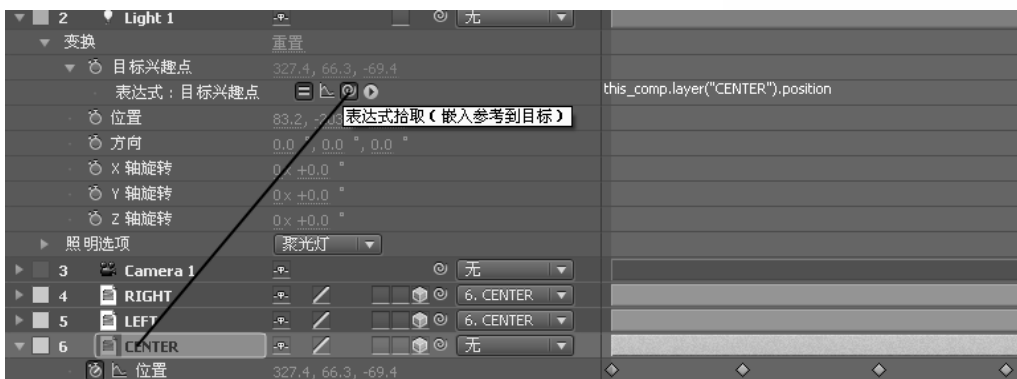 2 Light 1 无
变换 重置
目标兴趣点 327.4, 66.3, -69.4
表达式：目标兴趣点 this_comp.layer("CENTER").position
表达式拾取（嵌入参考到目标）
位置 83.2,
方向 0.0 °, 0.0 °, 0.0 °
X 轴旋转 0x +0.0 °
Y 轴旋转 0x +0.0 °
Z 轴旋转 0x +0.0 °
照明选项 聚光灯
3 Camera 1 无
4 RIGHT 6. CENTER
5 LEFT 6. CENTER
6 CENTER 无
位置 327.4, 66.3, -69.4